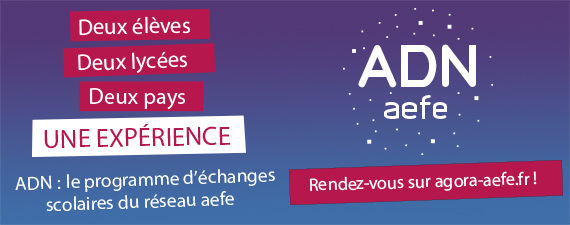 Deux élèves
Deux lycées
Deux pays
UNE EXPÉRIENCE
ADN : le programme d’échanges
scolaires du réseau aefe
ADN
aefe
Rendez-vous sur agora-aefe.fr !